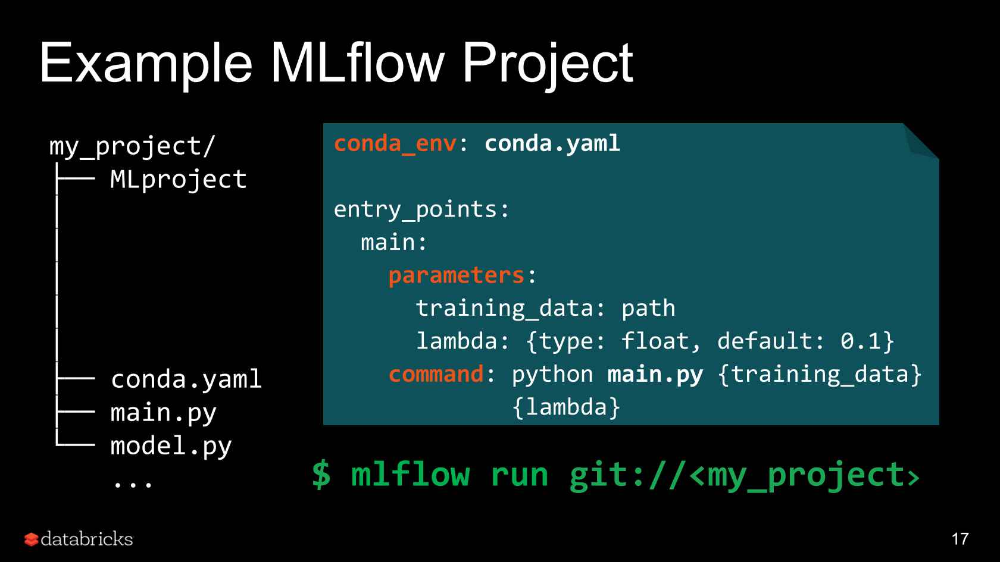 Example MLflow Project
my_project/
├── MLproject
├── conda.yaml
├── main.py
└── model.py
...
conda_env: conda.yaml
entry_points:
main:
parameters:
training_data: path
lambda: {type: float, default: 0.1}
command: python main.py {training_data}
{lambda}
$ mlflow run git://<my_project>
databricks
17